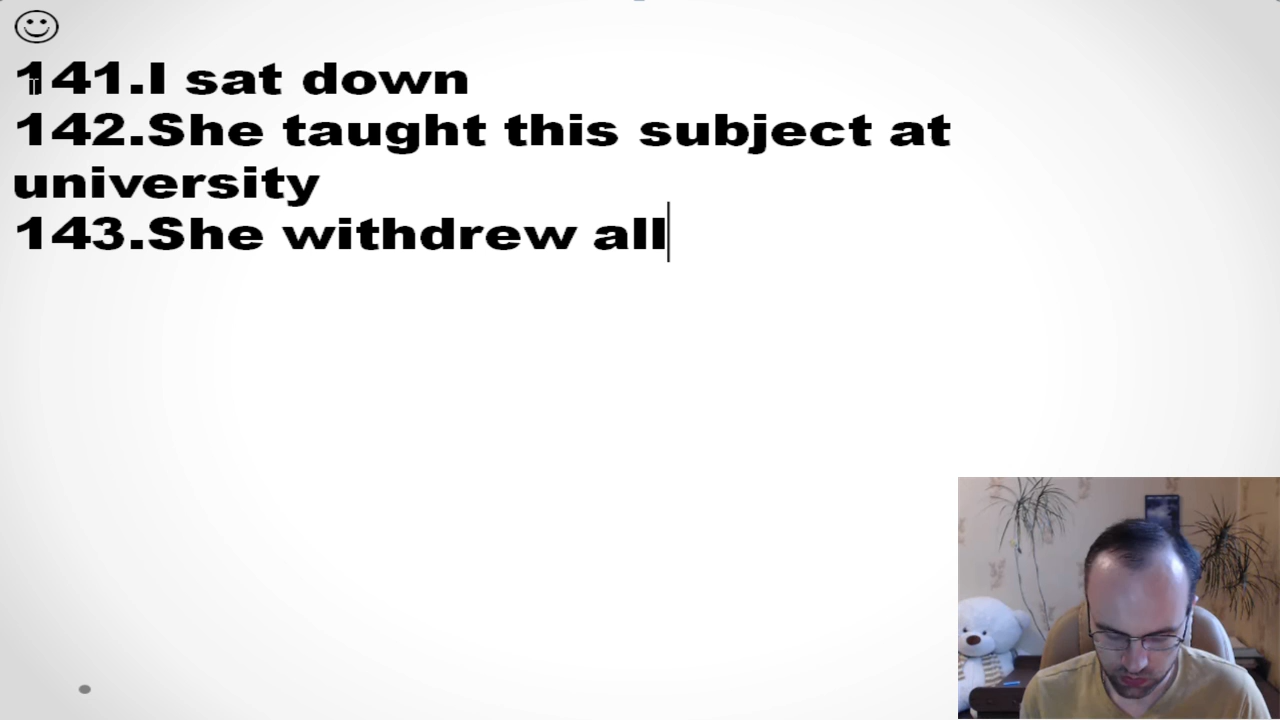 141.I sat down
142.She taught this subject at
university
143.She withdrew all